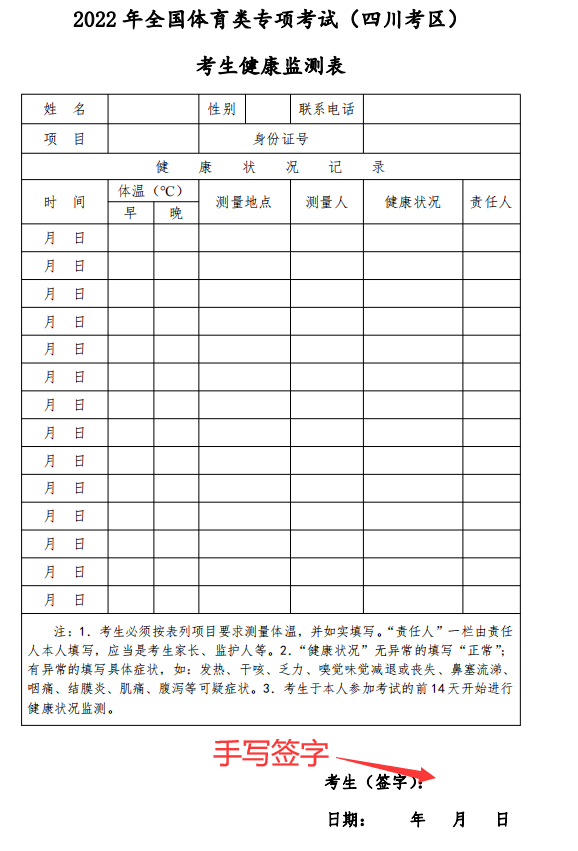 2022 年全国体育类专项考试（四川考区）
考生健康监测表
姓 名 性别 联系电话
项 目 身份证号
健 康 状 况 记 录
时 间 体温（℃） 测量地点 测量人 健康状况 责任人
早 晚
月 日
月 日
月 日
月 日
月 日
月 日
月 日
月 日
月 日
月 日
月 日
月 日
月 日
月 日
注：1．考生必须按表列项目要求测量体温，并如实填写。“责任人”一栏由责任
人本人填写，应当是考生家长、监护人等。2．“健康状况”无异常的填写“正常”；
有异常的填写具体症状，如：发热、干咳、乏力、嗅觉味觉减退或丧失、鼻塞流涕、
咽痛、结膜炎、肌痛、腹泻等可疑症状。3．考生于本人参加考试的前 14 天开始进行
健康状况监测。
手写签字
考生（签字）：
日期： 年 月 日